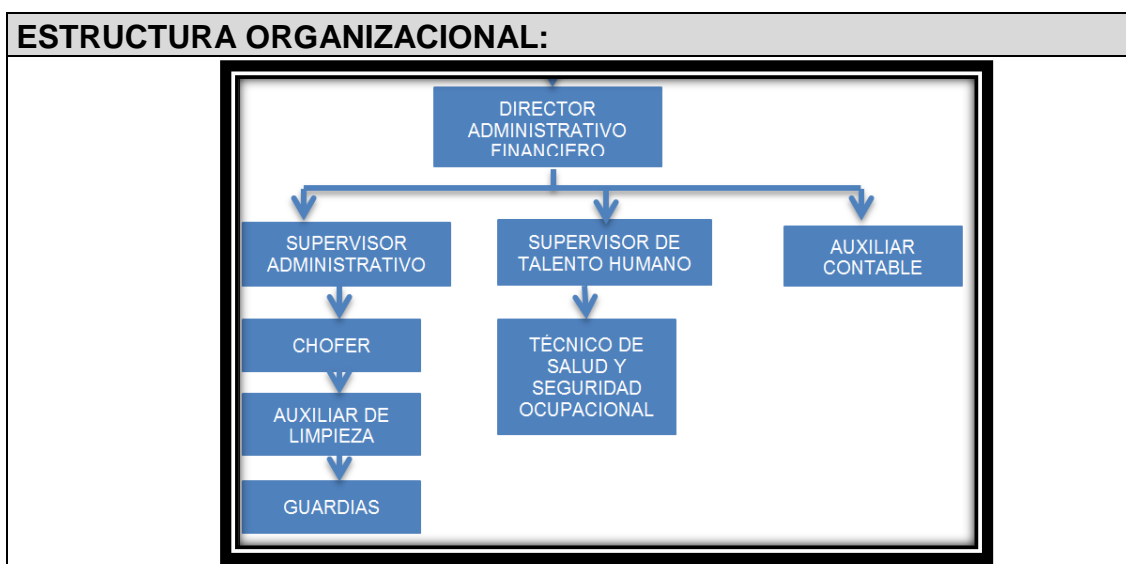 ESTRUCTURA ORGANIZACIONAL:
DIRECTOR
ADMINISTRATIVO
FINANCIERO
SUPERVISOR
ADMINISTRATIVO
SUPERVISOR DE
TALENTO HUMANO
AUXILIAR
CONTABLE
CHOFER
TÉCNICO DE
SALUD Y
SEGURIDAD
OCUPACIONAL
AUXILIAR DE
LIMPIEZA
GUARDIAS